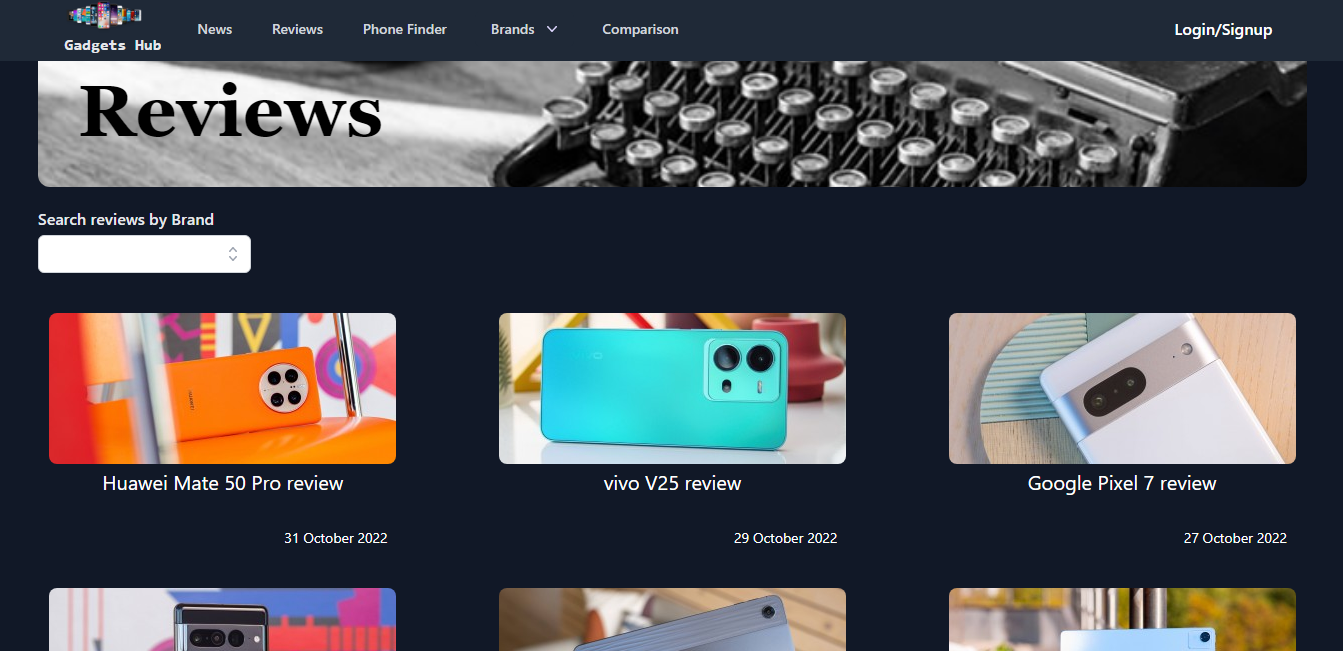 Gadgets Hub
News
Reviews
Phone Finder
Brands
Comparison
Login/Signup
Reviews
Search reviews by Brand
vivo
Huawei Mate 50 Pro review
vivo V25 review
Google Pixel 7 review
31 October 2022
29 October 2022
27 October 2022